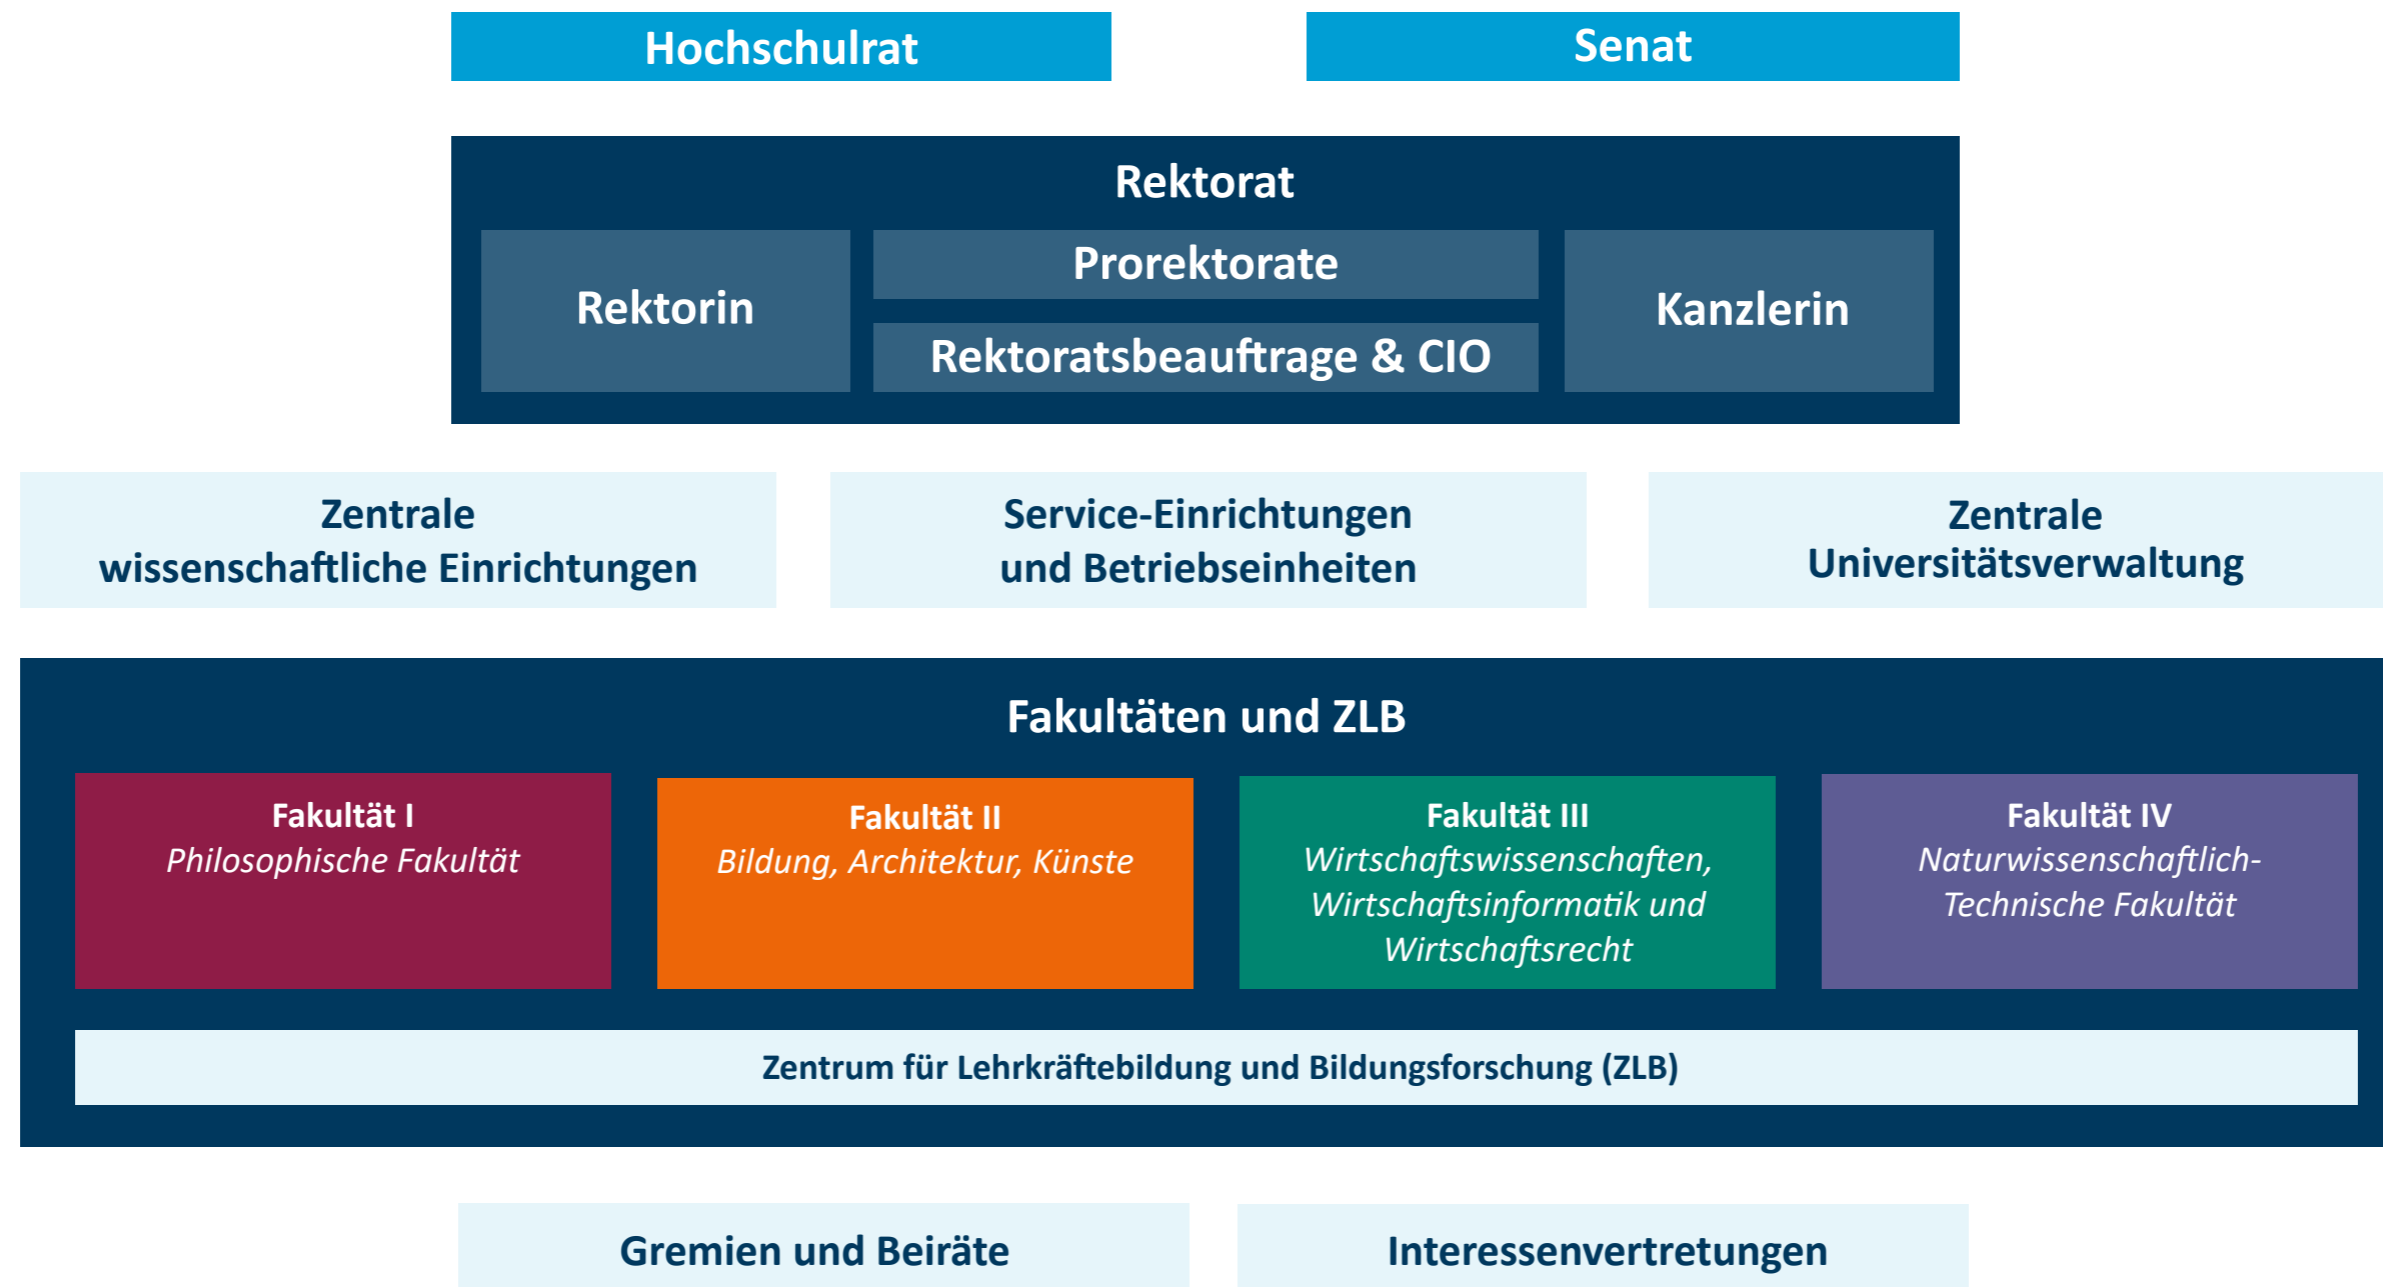 Hochschulrat
Senat
Rektorat
Rektorin
Prorektorate
Rektoratsbeauftrage & CIO
Kanzlerin
Zentrale
wissenschaftliche Einrichtungen
Service-Einrichtungen
und Betriebseinheiten
Zentrale
Universitätsverwaltung
Fakultäten und ZLB
Fakultät I
Philosophische Fakultät
Fakultät II
Bildung, Architektur, Künste
Fakultät III
Wirtschaftswissenschaften,
Wirtschaftsinformatik und
Wirtschaftsrecht
Fakultät IV
Naturwissenschaftlich-
Technische Fakultät
Zentrum für Lehrkräftebildung und Bildungsforschung (ZLB)
Gremien und Beiräte
Interessenvertretungen